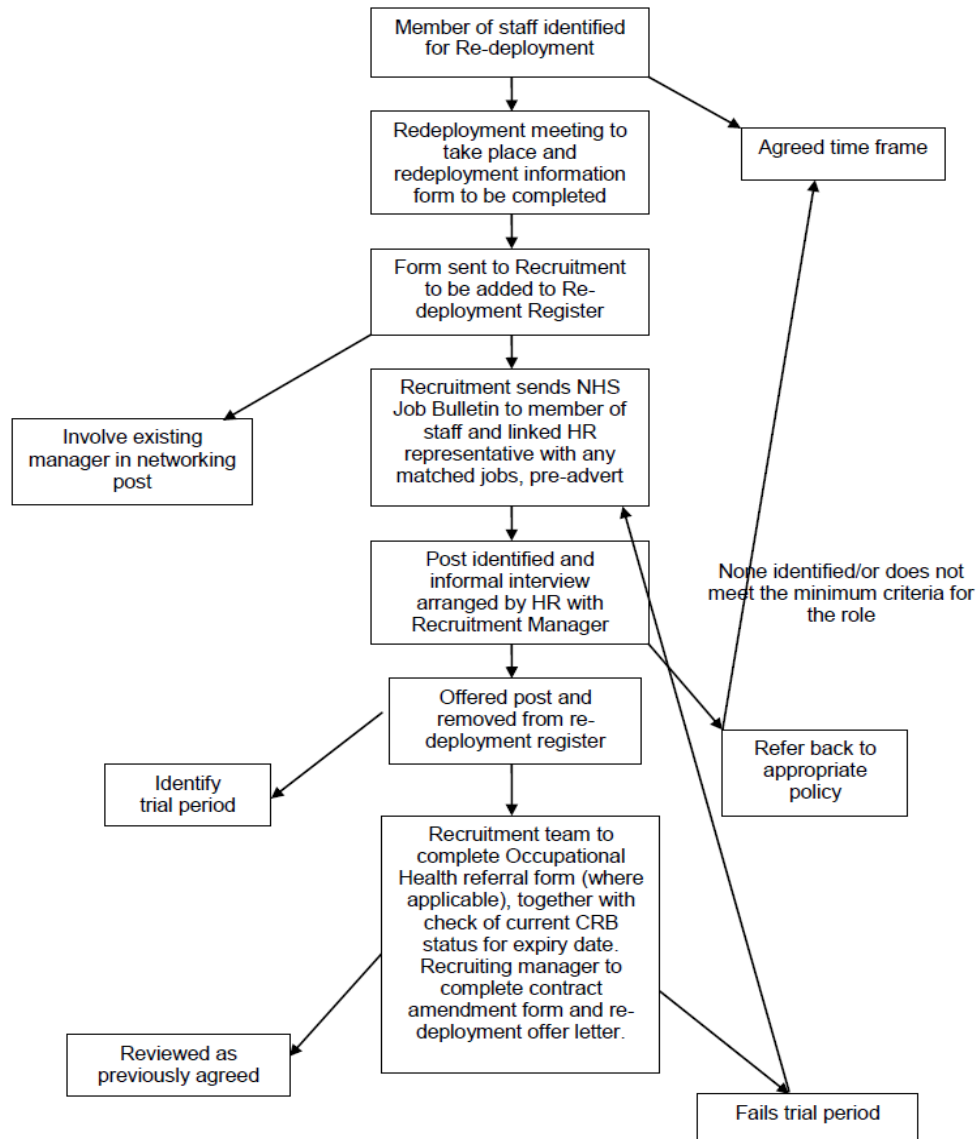 Member of staff identified
for Re-deployment
Redeployment meeting to
take place and
redeployment information
form to be completed
Agreed time frame
Form sent to Recruitment
to be added to Re-
deployment Register
Recruitment sends NHS
Job Bulletin to member of
staff and linked HR
representative with any
matched jobs, pre-advert
Involve existing
manager in networking
post
Post identified and
informal interview
arranged by HR with
Recruitment Manager
None identified/or does not
meet the minimum criteria for
the role
Offered post and
removed from re-
deployment register
Refer back to
appropriate
policy
Identify
trial period
Recruitment team to
complete Occupational
Health referral form (where
applicable), together with
check of current CRB
status for expiry date.
Recruiting manager to
complete contract
amendment form and re-
deployment offer letter.
Reviewed as
previously agreed
Fails trial period